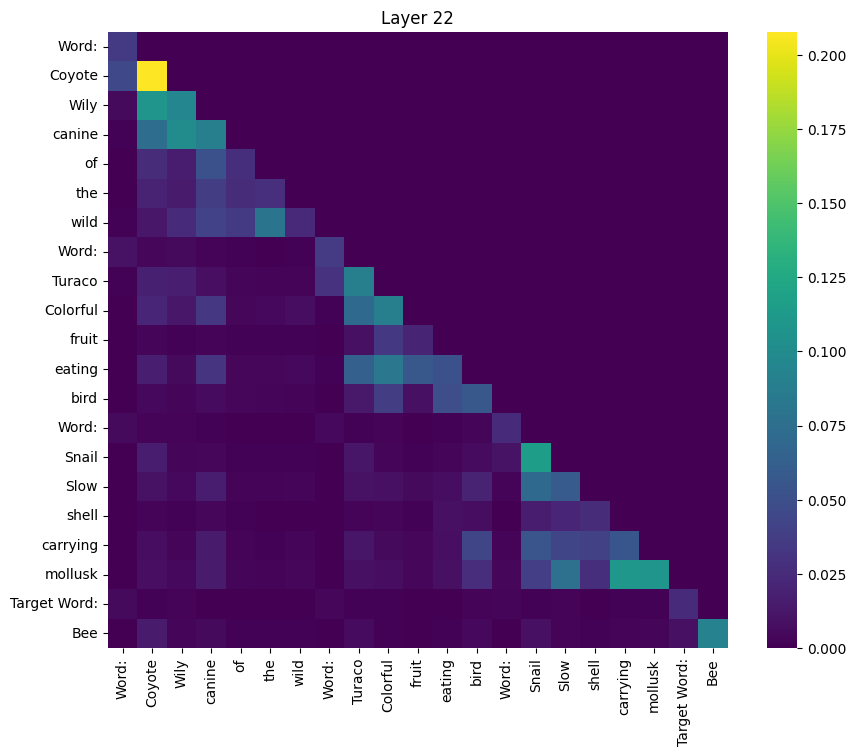 Layer 22
Word:
Coyote
Wily
canine
of
the
wild
Word:
Turaco
Colorful
fruit
eating
bird
Word:
Snail
Slow
shell
carrying
mollusk
Target Word:
Bee
Word:
Coyote
Wily
canine
of
the
wild
Word:
Turaco
Colorful
fruit
eating
bird
Word:
Snail
Slow
shell
carrying
mollusk
Target Word:
Bee
0.200
0.175
0.150
0.125
0.100
0.075
0.050
0.025
0.000